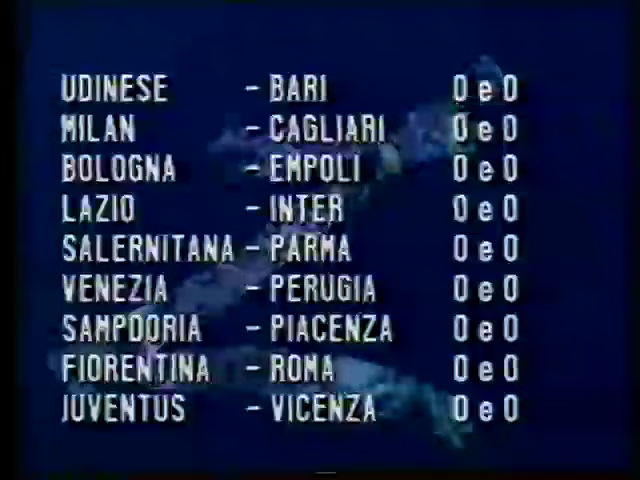 UDINESE - BARI 0 e 0
MILAN - CAGLIARI 0 e 0
BOLOGNA - EMPOLI 0 e 0
LAZIO - INTER 0 e 0
SALERNITANA - PARMA 0 e 0
VENEZIA - PERUGIA 0 e 0
SAMPDORIA - PIACENZA 0 e 0
FIORENTINA - ROMA 0 e 0
JUVENTUS - VICENZA 0 e 0